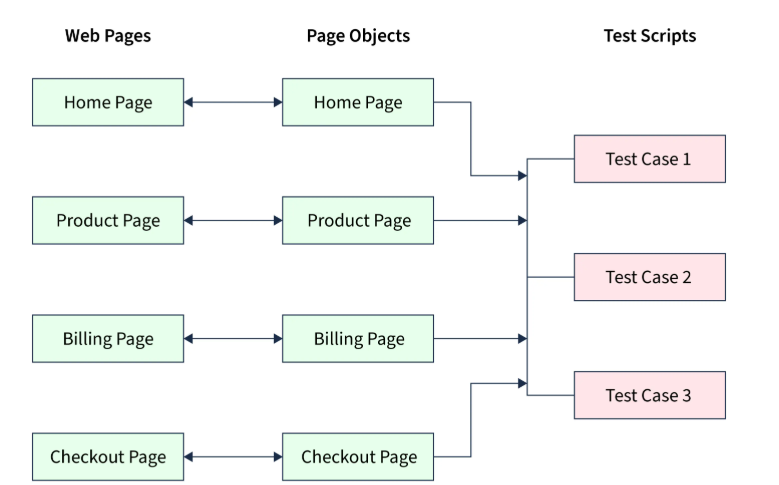 Web Pages
Page Objects
Test Scripts
Home Page
Home Page
Test Case 1
Product Page
Product Page
Test Case 2
Billing Page
Billing Page
Test Case 3
Checkout Page
Checkout Page